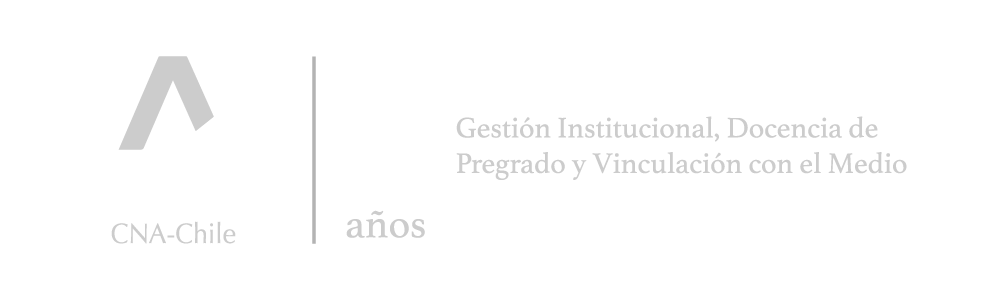 CNA-Chile
años
Gestión Institucional, Docencia de
Pregrado y Vinculación con el Medio